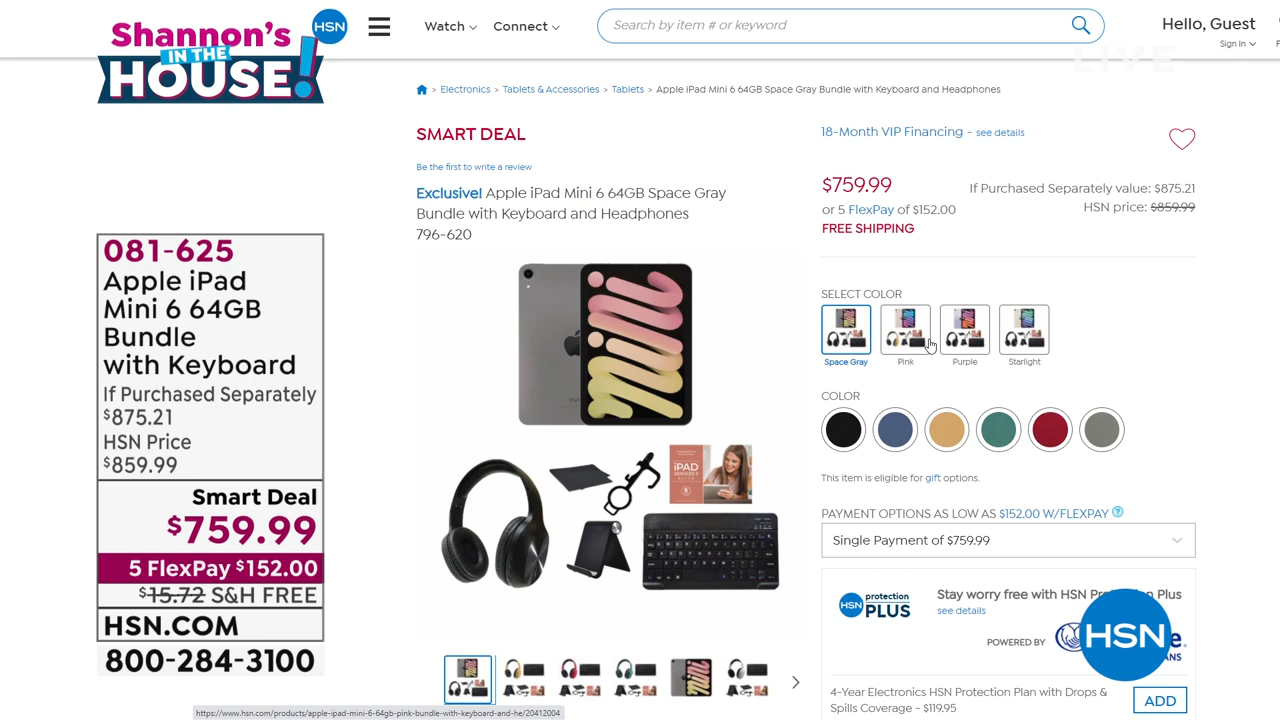 Shannon's
IN THE
HOUSE!
HSN
Watch
Connect
Search by item # or keyword
Hello, Guest
Sign In
LIVE
Electronics > Tablets & Accessories > Tablets > Apple iPad Mini 6 64GB Space Gray Bundle with Keyboard and Headphones
SMART DEAL
Be the first to write a review
Exclusive! Apple iPad Mini 6 64GB Space Gray
Bundle with Keyboard and Headphones
796-620
18-Month VIP Financing - see details
$759.99
If Purchased Separately value: $875.21
or 5 FlexPay of $152.00
HSN price: $859.99
FREE SHIPPING
SELECT COLOR
Space Gray
Pink
Purple
Starlight
COLOR
This item is eligible for gift options.
PAYMENT OPTIONS AS LOW AS $152.00 W/FLEXPAY ?
Single Payment of $759.99
HSN protection
PLUS
Stay worry free with HSN Protection Plus
see details
POWERED BY
HSN
4-Year Electronics HSN Protection Plan with Drops &
Spills Coverage - $119.95
ADD
081-625
Apple iPad
Mini 6 64GB
Bundle
with Keyboard
If Purchased Separately
$875.21
HSN Price
$859.99
Smart Deal
$759.99
5 FlexPay $152.00
$15.72 S&H FREE
HSN.COM
800-284-3100
iPAD
https://www.hsn.com/products/apple-ipad-mini-6-64gb-pink-bundle-with-keyboard-and-he/20412004